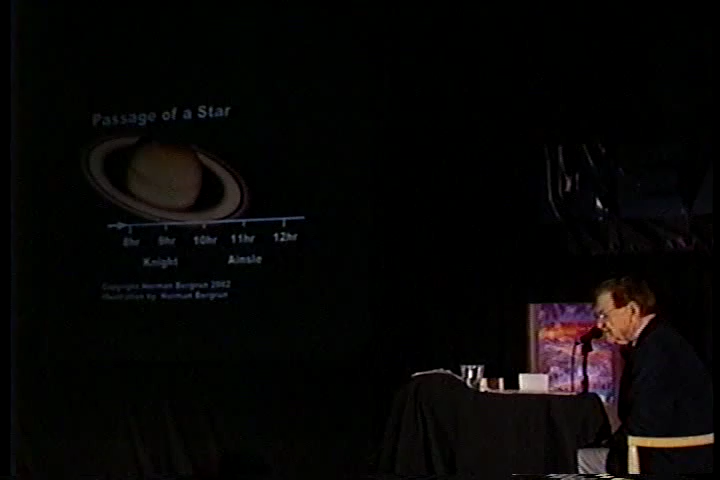 Passage of a Star
8hr 9hr 10hr 11hr 12hr
Knight Ainsle
Copyright Norman Bergrun 2002
Illustration by Norman Bergrun